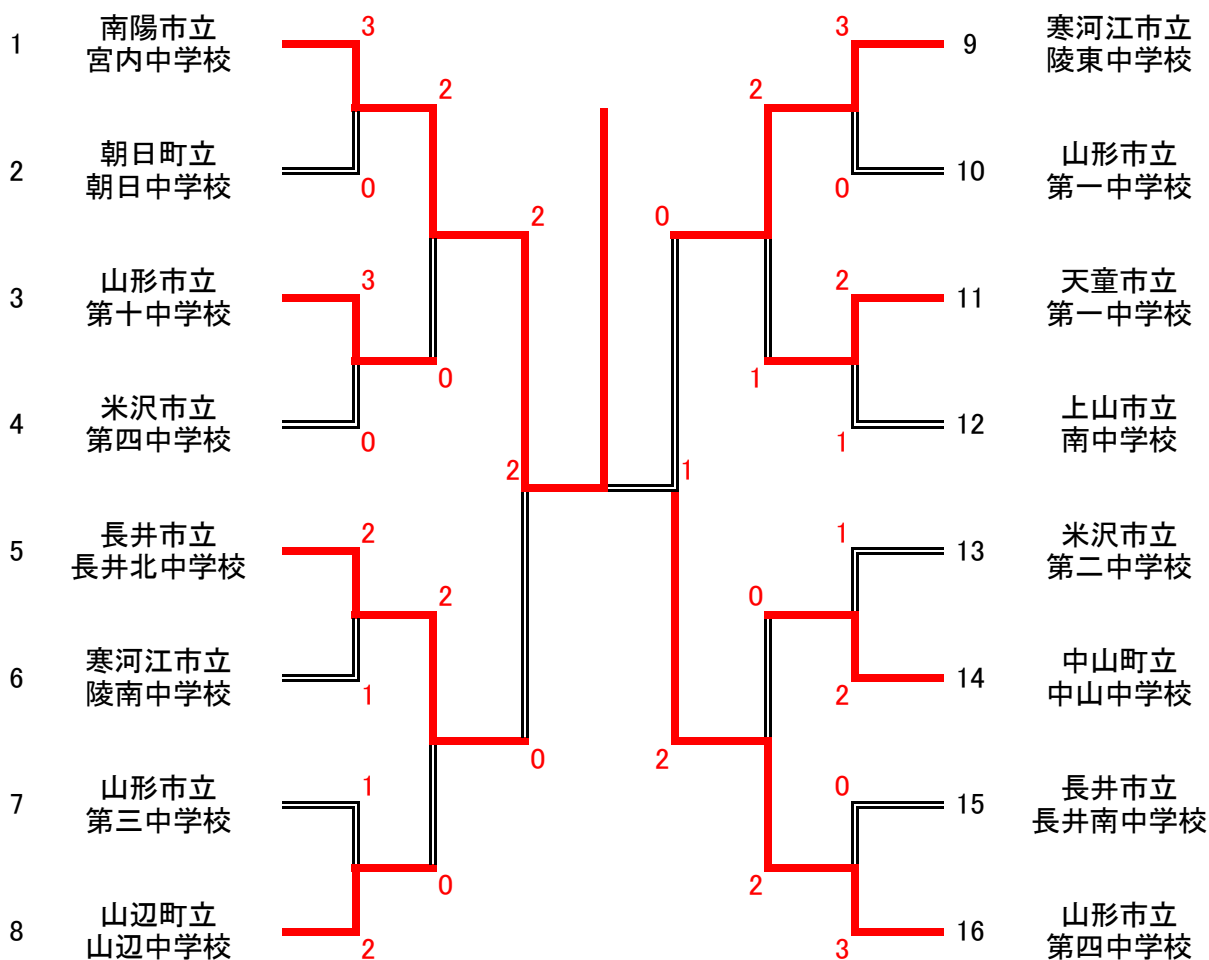 1
南陽市立
宮内中学校
3
2
2
朝日町立
朝日中学校
0
2
3
山形市立
第十中学校
3
0
4
米沢市立
第四中学校
0
2
5
長井市立
長井北中学校
2
2
6
寒河江市立
陵南中学校
1
0
7
山形市立
第三中学校
1
0
8
山辺町立
山辺中学校
2
3
9
寒河江市立
陵東中学校
2
0
10
山形市立
第一中学校
0
2
11
天童市立
第一中学校
1
1
12
上山市立
南中学校
1
1
13
米沢市立
第二中学校
0
2
14
中山町立
中山中学校
2
0
15
長井市立
長井南中学校
2
3
16
山形市立
第四中学校